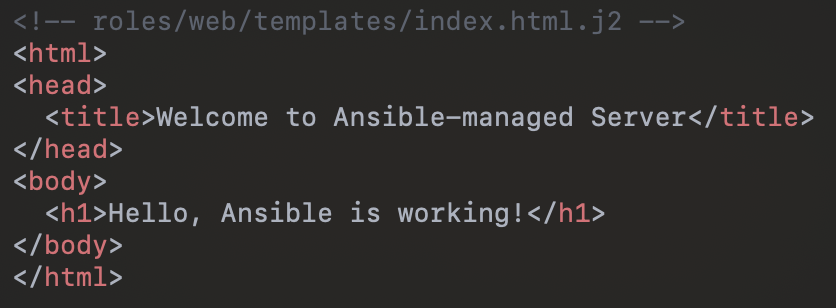 <!-- roles/web/templates/index.html.j2 -->
<html>
<head>
  <title>Welcome to Ansible-managed Server</title>
</head>
<body>
  <h1>Hello, Ansible is working!</h1>
</body>
</html>